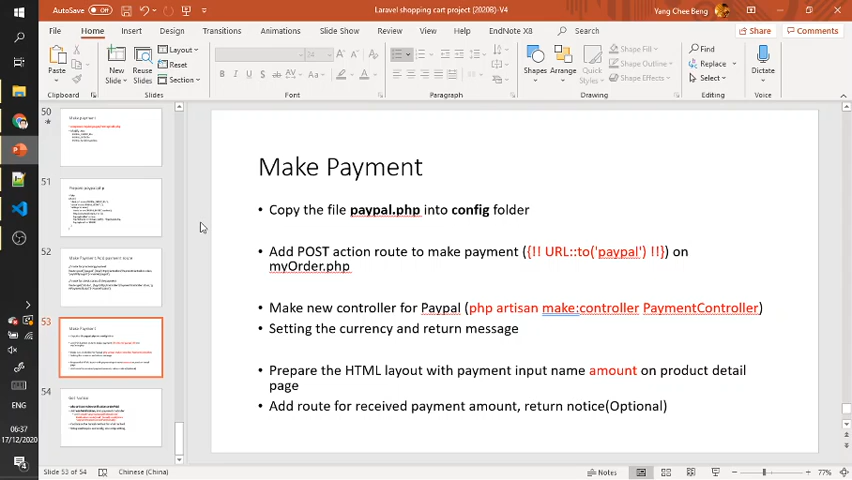 AutoSave Off
Laravel shopping cart project (2020B)-V4
Yang Chee Beng
File Home Insert Design Transitions Animations Slide Show Review View Help EndNote X8 Search Share Comments
Paste
New
Slide
Reuse
Slides
Layout
Reset
Section
Shapes
Arrange
Quick
Styles
Shape Fill
Shape Outline
Shape Effects
Find
Replace
Select
Dictate
Clipboard Slides Font Paragraph Drawing Editing Voice
50
51
52
53
54
Make Payment
• Copy the file paypal.php into config folder
• Add POST action route to make payment ({!! URL::to('paypal') !!}) on
myOrder.php
• Make new controller for Paypal (php artisan make:controller PaymentController)
• Setting the currency and return message
• Prepare the HTML layout with payment input name amount on product detail
page
• Add route for received payment amount, return notice(Optional)
ENG
06:37
17/12/2020
Slide 53 of 54
Chinese (China)
Notes
77%